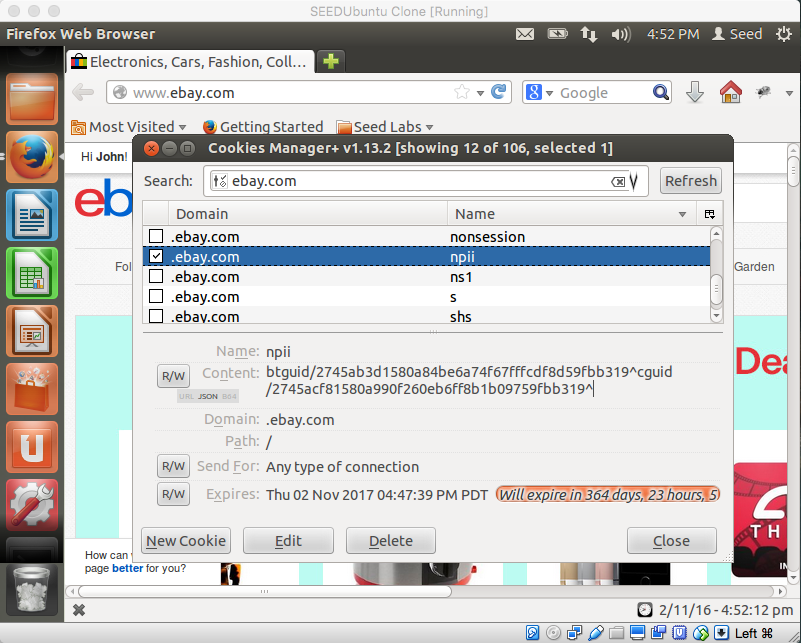 SEEDUbuntu Clone [Running]
Firefox Web Browser
4:52 PM
Seed
Electronics, Cars, Fashion, Coll...
www.ebay.com
Google
Most Visited
Getting Started
Seed Labs
Hi John!
Cookies Manager+ v1.13.2 [showing 12 of 106, selected 1]
Search:
ebay.com
Refresh
Domain
Name
.ebay.com nonsession
.ebay.com npii
.ebay.com ns1
.ebay.com s
.ebay.com shs
Fol
Garden
Name: npii
R/W Content: btguid/2745ab3d1580a84be6a74f67fffcdf8d59fbb319^cguid
/2745acf81580a990f260eb6ff8b1b09759fbb319^
URL JSON B64
Domain: .ebay.com
Path: /
R/W Send For: Any type of connection
R/W Expires: Thu 02 Nov 2017 04:47:39 PM PDT Will expire in 364 days, 23 hours, 5
New Cookie
Edit
Delete
Close
eb
Dea
TH
IN
How can
page better for you?
2/11/16 - 4:52:12 pm
Left ⌘